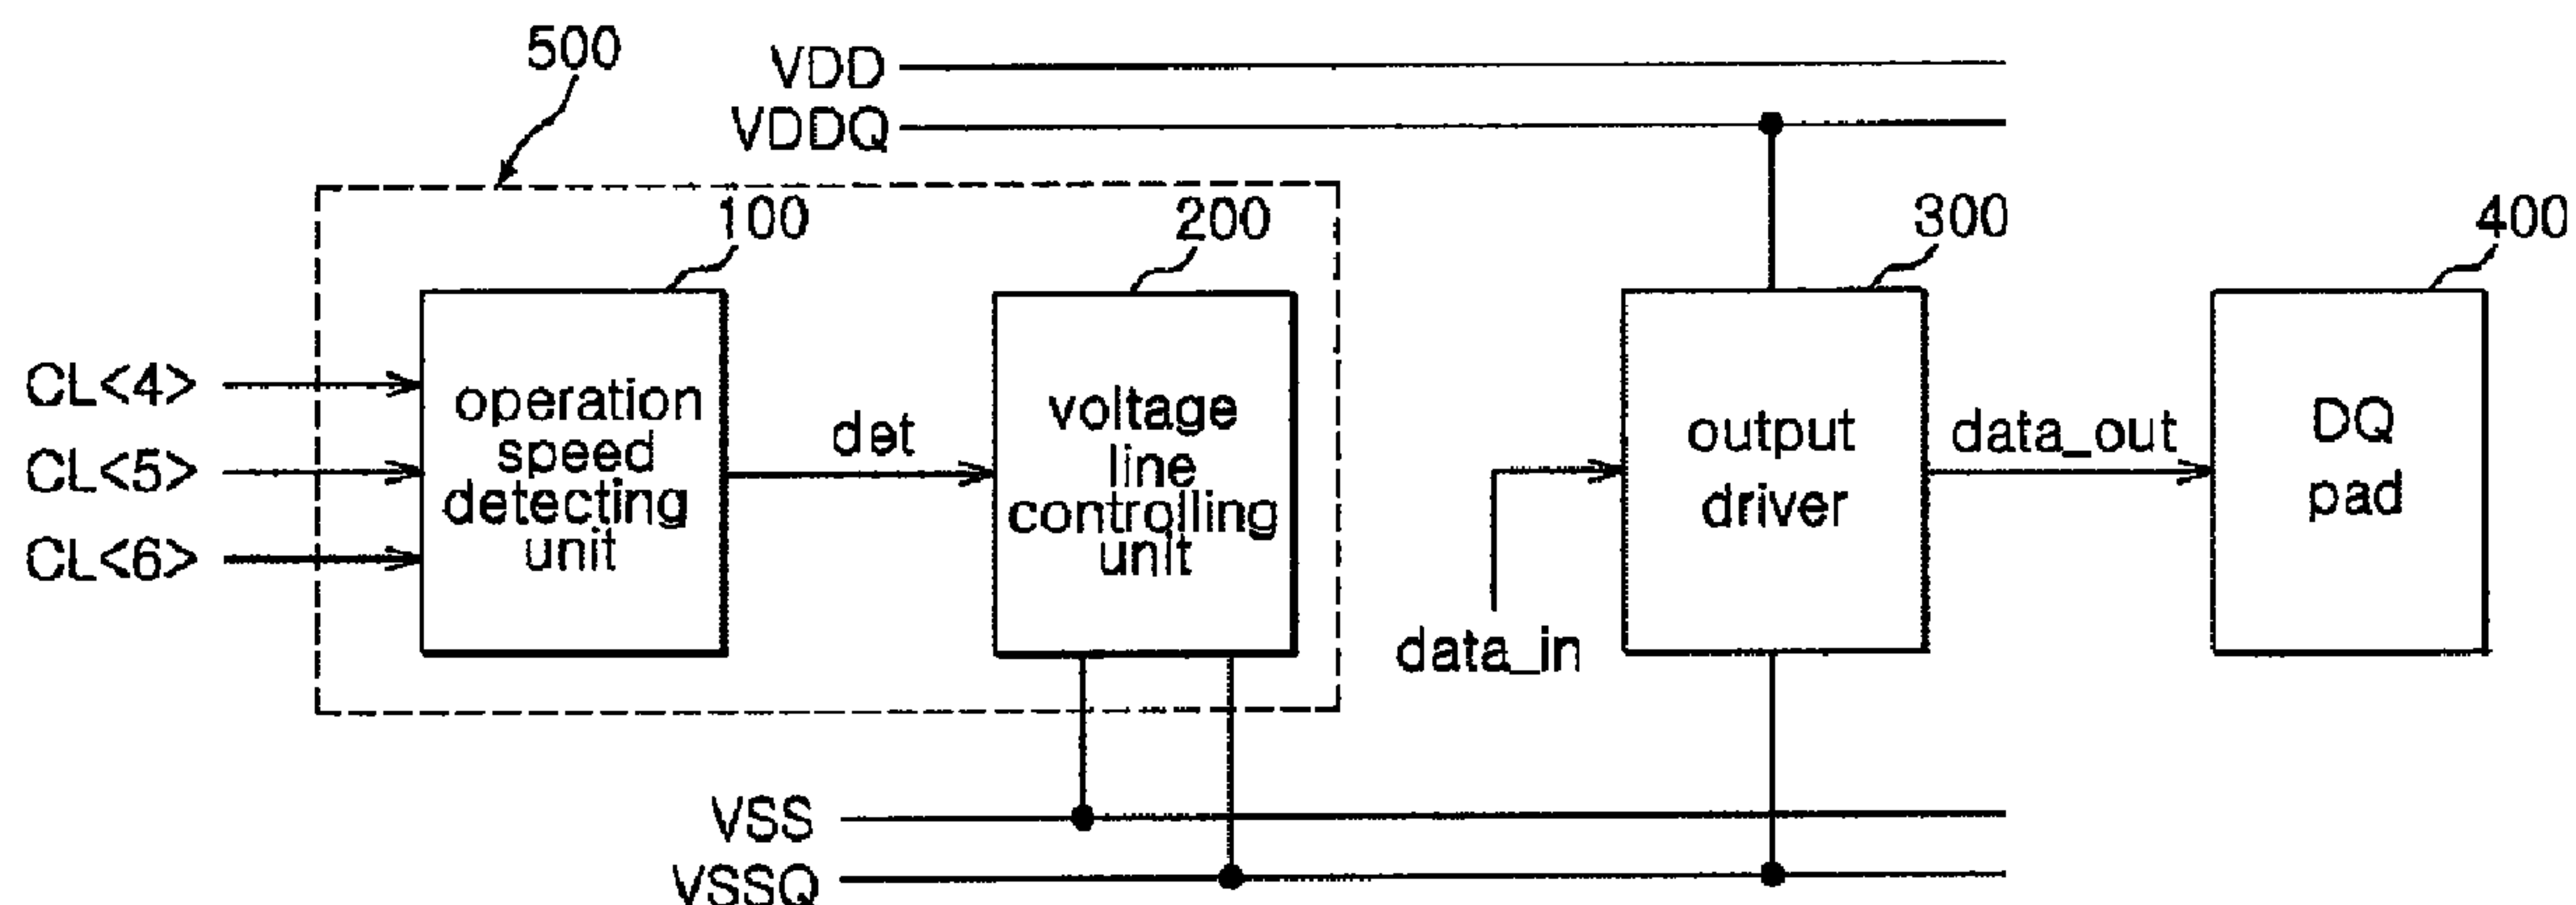 500
VDD
VDDQ
100
200
300
400
CL<4>
CL<5>
CL<6>
operation
speed
detecting
unit
det
voltage
line
controlling
unit
data_in
output
driver
data_out
DQ
pad
VSS
VSSQ